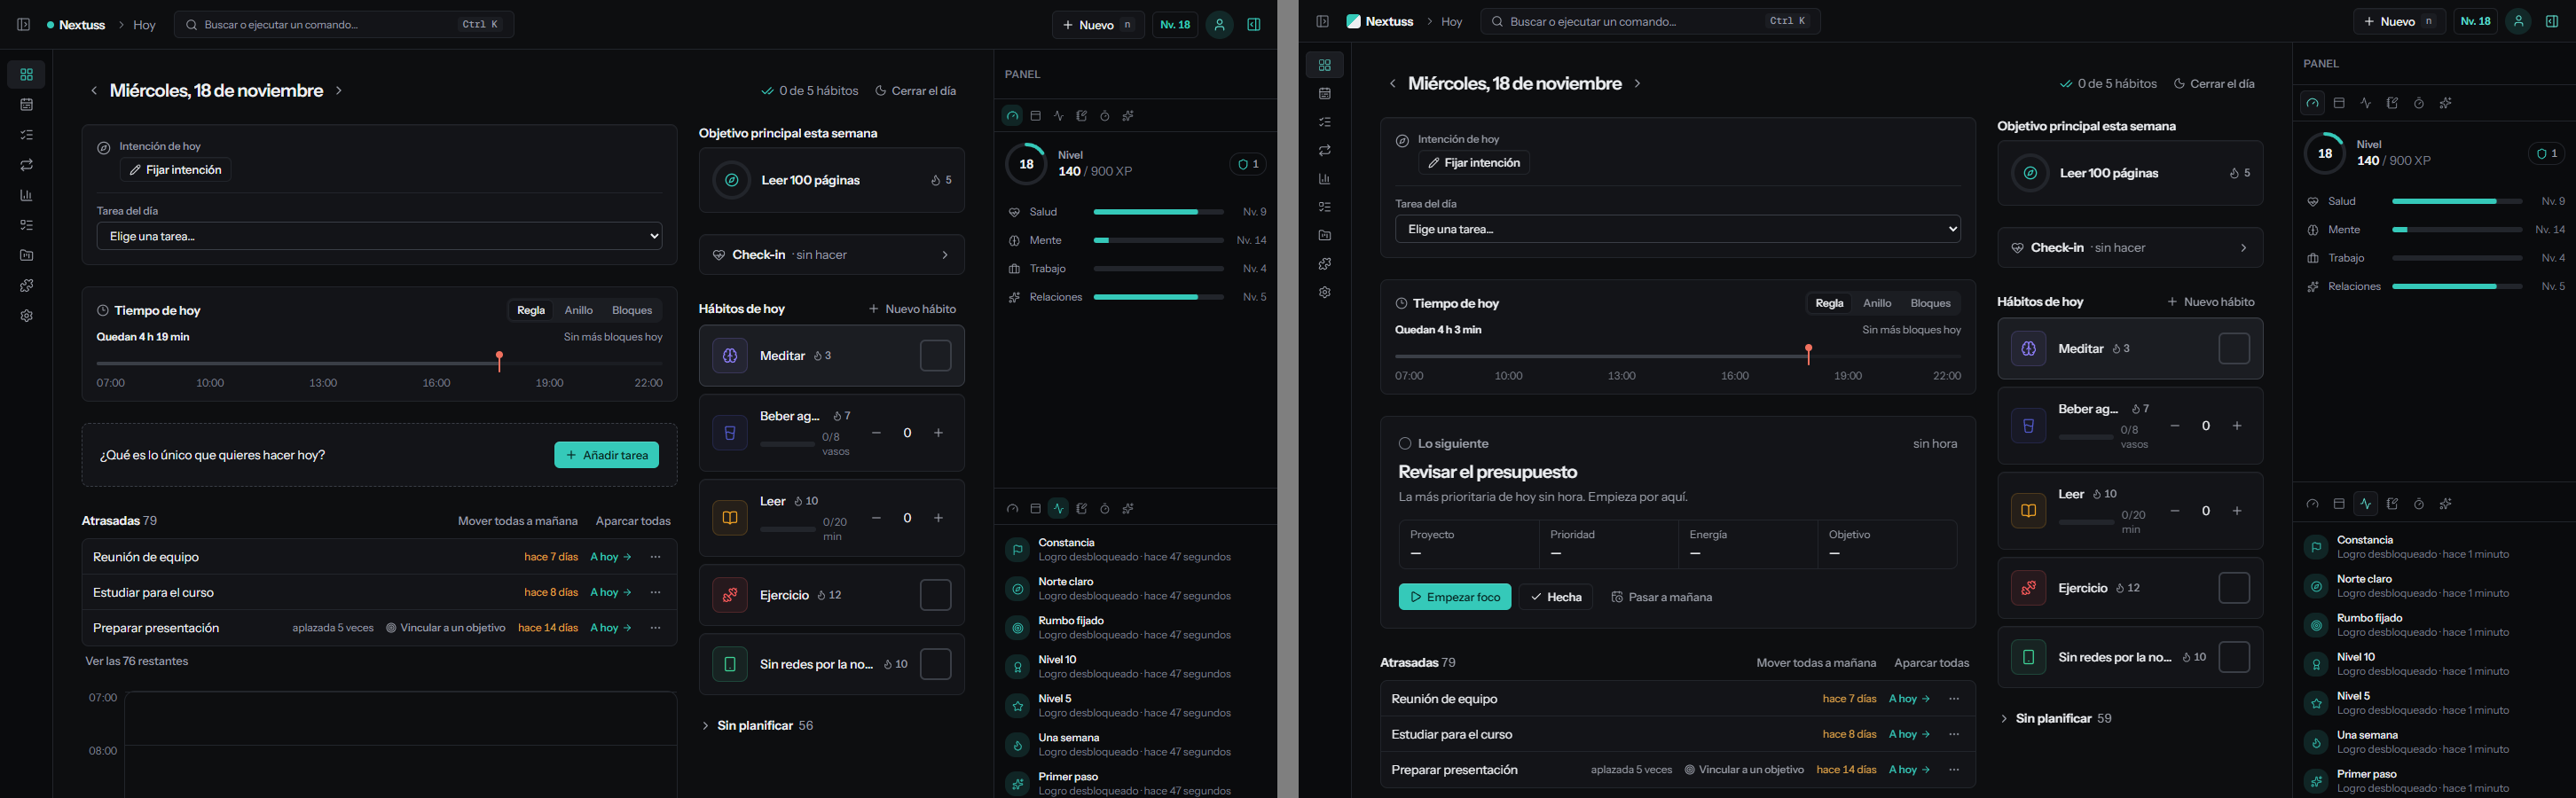 Nextuss
Hoy
Buscar o ejecutar un comando...
Ctrl K
Nuevo n
Nv. 18
Miércoles, 18 de noviembre
0 de 5 hábitos
Cerrar el día
Intención de hoy
Fijar intención
Tarea del día
Elige una tarea...
Tiempo de hoy
Regla Anillo Bloques
Quedan 4 h 19 min
Sin más bloques hoy
07:00 10:00 13:00 16:00 19:00 22:00
¿Qué es lo único que quieres hacer hoy?
Añadir tarea
Atrasadas 79
Mover todas a mañana Aparcar todas
Reunión de equipo hace 7 días A hoy
Estudiar para el curso hace 8 días A hoy
Preparar presentación aplazada 5 veces Vincular a un objetivo hace 14 días A hoy
Ver las 76 restantes
07:00
08:00
Objetivo principal esta semana
Leer 100 páginas 5
Check-in · sin hacer
Hábitos de hoy
Nuevo hábito
Meditar 3
Beber ag... 7
0/8 vasos
0
Leer 10
0/20 min
0
Ejercicio 12
Sin redes por la no... 10
Sin planificar 56
PANEL
18
Nivel
140 / 900 XP
1
Salud Nv. 9
Mente Nv. 14
Trabajo Nv. 4
Relaciones Nv. 5
Constancia
Logro desbloqueado · hace 47 segundos
Norte claro
Logro desbloqueado · hace 47 segundos
Rumbo fijado
Logro desbloqueado · hace 47 segundos
Nivel 10
Logro desbloqueado · hace 47 segundos
Nivel 5
Logro desbloqueado · hace 47 segundos
Una semana
Logro desbloqueado · hace 47 segundos
Primer paso
Logro desbloqueado · hace 47 segundos
Nextuss
Hoy
Buscar o ejecutar un comando...
Ctrl K
Nuevo n
Nv. 18
Miércoles, 18 de noviembre
0 de 5 hábitos
Cerrar el día
Intención de hoy
Fijar intención
Tarea del día
Elige una tarea...
Tiempo de hoy
Regla Anillo Bloques
Quedan 4 h 3 min
Sin más bloques hoy
07:00 10:00 13:00 16:00 19:00 22:00
Lo siguiente
sin hora
Revisar el presupuesto
La más prioritaria de hoy sin hora. Empieza por aquí.
Proyecto Prioridad Energía Objetivo
— — — —
Empezar foco
Hecha
Pasar a mañana
Atrasadas 79
Mover todas a mañana Aparcar todas
Reunión de equipo hace 7 días A hoy
Estudiar para el curso hace 8 días A hoy
Preparar presentación aplazada 5 veces Vincular a un objetivo hace 14 días A hoy
Objetivo principal esta semana
Leer 100 páginas 5
Check-in · sin hacer
Hábitos de hoy
Nuevo hábito
Meditar 3
Beber ag... 7
0/8 vasos
0
Leer 10
0/20 min
0
Ejercicio 12
Sin redes por la no... 10
Sin planificar 59
PANEL
18
Nivel
140 / 900 XP
1
Salud Nv. 9
Mente Nv. 14
Trabajo Nv. 4
Relaciones Nv. 5
Constancia
Logro desbloqueado · hace 1 minuto
Norte claro
Logro desbloqueado · hace 1 minuto
Rumbo fijado
Logro desbloqueado · hace 1 minuto
Nivel 10
Logro desbloqueado · hace 1 minuto
Nivel 5
Logro desbloqueado · hace 1 minuto
Una semana
Logro desbloqueado · hace 1 minuto
Primer paso
Logro desbloqueado · hace 1 minuto